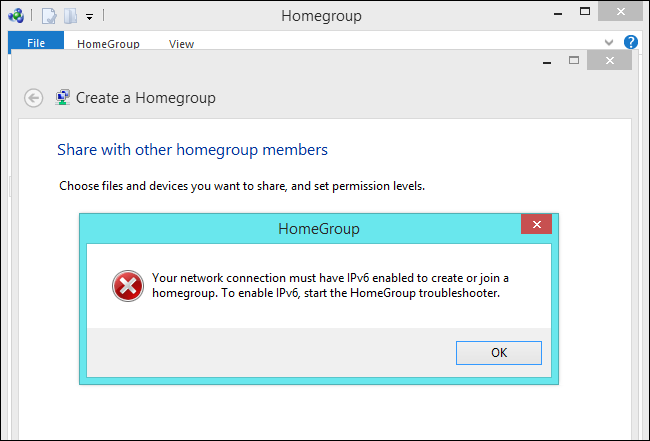 Homegroup
File HomeGroup View
Create a Homegroup
Share with other homegroup members
Choose files and devices you want to share, and set permission levels.
HomeGroup
Your network connection must have IPv6 enabled to create or join a
homegroup. To enable IPv6, start the HomeGroup troubleshooter.
OK